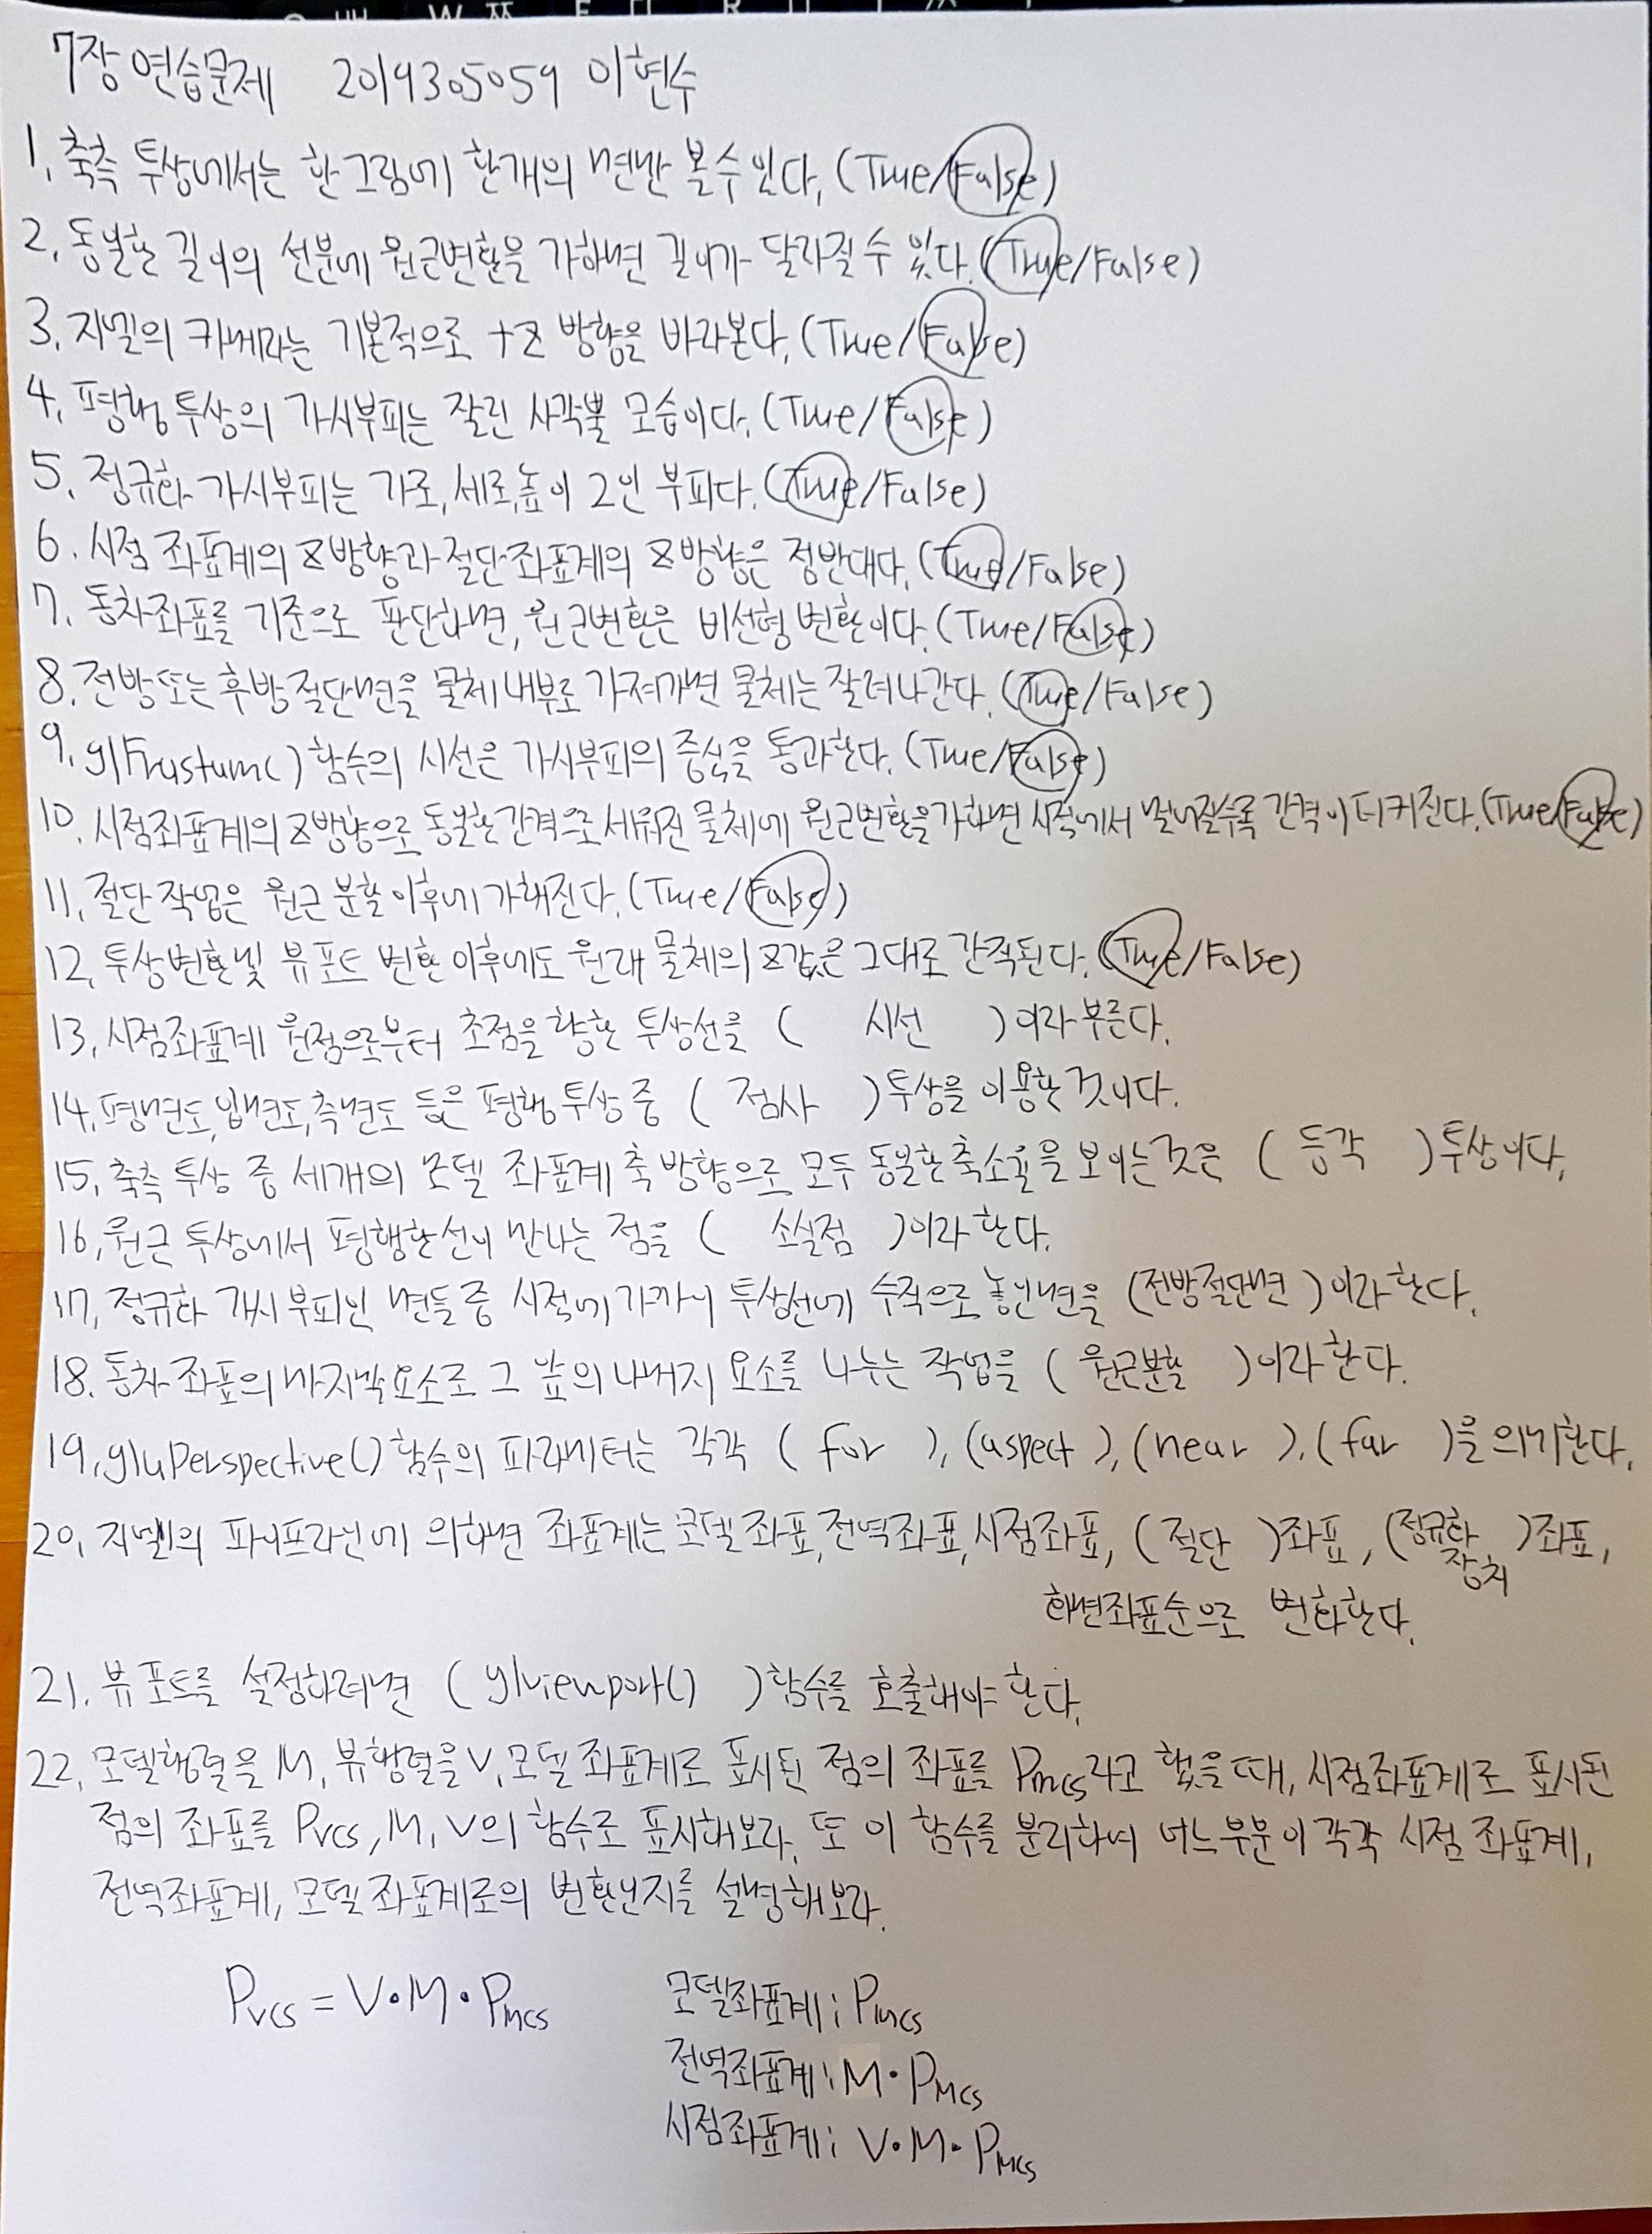 7장 연습문제 2019305059 이현수
1. 축측 투상에서는 한 그림에 한개의 면만 볼 수 있다. (True/False)
2. 동일한 길이의 선분에 원근변환을 가하면 길이가 달라질 수 있다. (True/False)
3. 지엘의 카메라는 기본적으로 +z 방향을 바라본다. (True/False)
4. 평행 투상의 가시부피는 잘린 사각뿔 모습이다. (True/False)
5. 정규화 가시부피는 가로, 세로, 높이 2인 부피다. (True/False)
6. 시점 좌표계의 z방향과 절단좌표계의 z방향은 정반대다. (True/False)
7. 동차좌표를 기준으로 판단하면, 원근변환은 비선형 변환이다. (True/False)
8. 전방 또는 후방 절단면을 물체 내부로 가져가면 물체는 잘려나간다. (True/False)
9. glFrustum() 함수의 시선은 가시부피의 중심을 통과한다. (True/False)
10. 시점좌표계의 z방향으로 동일한 간격으로 세워진 물체에 원근변환을 가하면 시점에서 멀어질수록 간격이 더 커진다. (True/False)
11. 절단 작업은 원근 분할 이후에 가해진다. (True/False)
12. 투상변환 및 뷰포트 변환 이후에도 원래 물체의 z값은 그대로 간직된다. (True/False)
13. 시점좌표계 원점으로부터 초점을 향한 투상선을 ( 시선 )이라 부른다.
14. 평면도, 입면도, 측면도 등은 평행 투상 중 ( 정사 )투상을 이용한 것이다.
15. 축측 투상 중 세개의 모델 좌표계 축 방향으로 모두 동일한 축소율을 보이는 것은 ( 등각 )투상이다.
16. 원근 투상에서 평행한 선이 만나는 점을 ( 소실점 )이라 한다.
17. 정규화 가시 부피인 면들 중 시점에 가까이 투상선에 수직으로 놓인 면을 (전방절단면 )이라 한다.
18. 동차 좌표의 마지막 요소로 그 앞의 나머지 요소를 나누는 작업을 ( 원근분할 )이라 한다.
19. gluPerspective() 함수의 파라미터는 각각 ( fov ), (aspect ), (near ), ( far )을 의미한다.
20. 지엘의 파이프라인에 의하면 좌표계는 모델 좌표, 전역좌표, 시점좌표, ( 절단 )좌표, (정규화 장치 )좌표,
화면좌표순으로 변화한다.
21. 뷰 포트를 설정하려면 ( glViewport() )함수를 호출해야 한다.
22. 모델행렬을 M, 뷰행렬을 V, 모델 좌표계로 표시된 점의 좌표를 Pmcs라고 했을 때, 시점좌표계로 표시된
점의 좌표를 Pvcs, M, V의 함수로 표시해보라. 또 이 함수를 분리하여 어느부분이 각각 시점 좌표계,
전역좌표계, 모델 좌표계로의 변환인지를 설명해보라.
Pvcs = V·M·Pmcs
모델좌표계: Pmcs
전역좌표계: M·Pmcs
시점좌표계: V·M·Pmcs